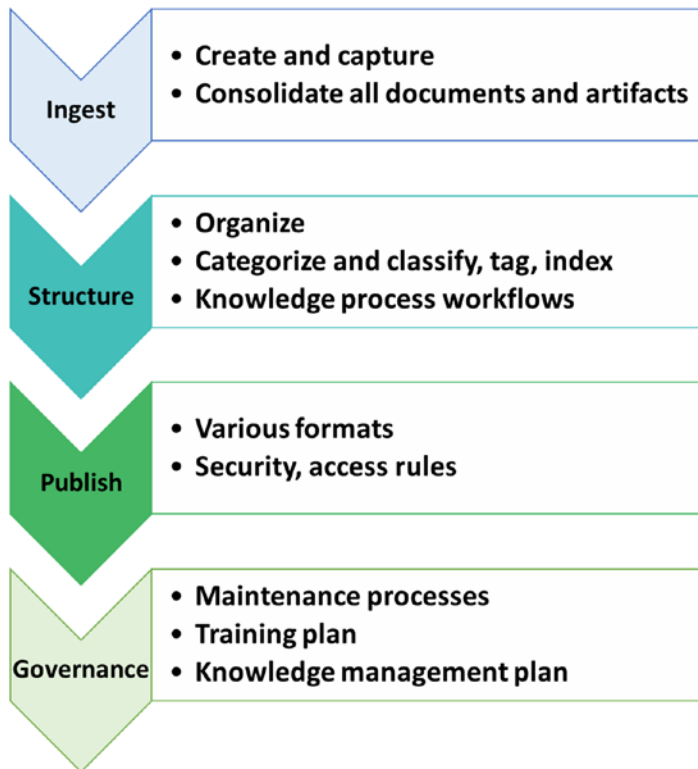 Ingest
• Create and capture
• Consolidate all documents and artifacts
Structure
• Organize
• Categorize and classify, tag, index
• Knowledge process workflows
Publish
• Various formats
• Security, access rules
Governance
• Maintenance processes
• Training plan
• Knowledge management plan